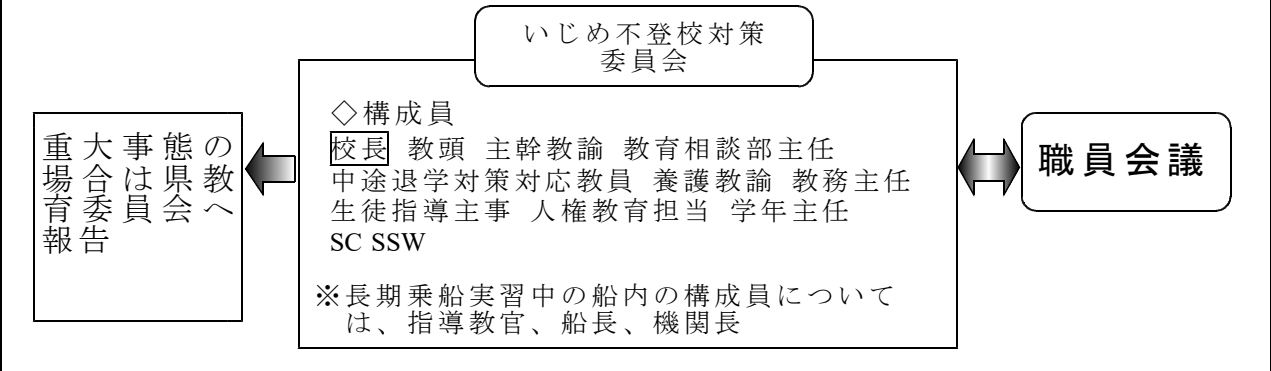 いじめ不登校対策
委員会
◇構成員
校長 教頭 主幹教諭 教育相談部主任
中途退学対策対応教員 養護教諭 教務主任
生徒指導主事 人権教育担当 学年主任
SC SSW
※長期乗船実習中の船内の構成員について
は、指導教官、船長、機関長
重大事態の
場合は県教
育委員会へ
報告
職員会議